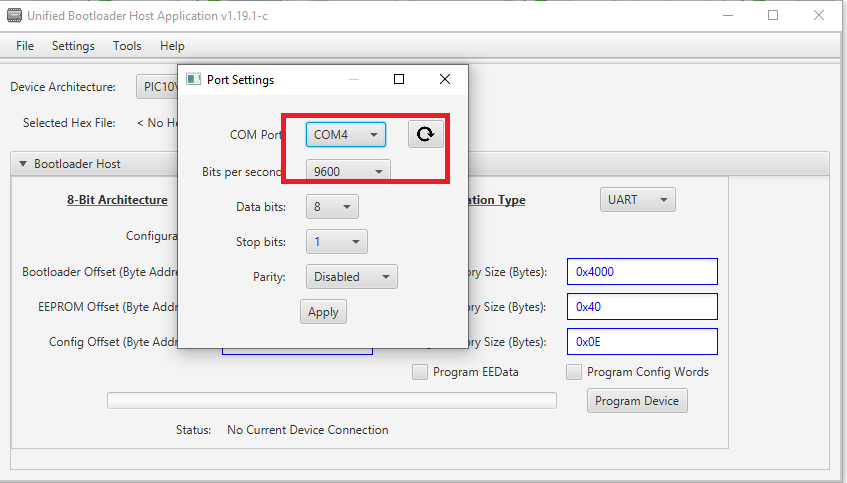 Unified Bootloader Host Application v1.19.1-c
File Settings Tools Help
Port Settings
Device Architecture: PIC10\
Selected Hex File: < No He
COM Port COM4
Bits per second 9600
Bootloader Host
8-Bit Architecture ation Type UART
Data bits: 8
Configura
Stop bits: 1
Bootloader Offset (Byte Addre ry Size (Bytes): 0x4000
Parity: Disabled
EEPROM Offset (Byte Addr ry Size (Bytes): 0x40
Apply
Config Offset (Byte Addr ory Size (Bytes): 0x0E
Program EEData Program Config Words
Program Device
Status: No Current Device Connection